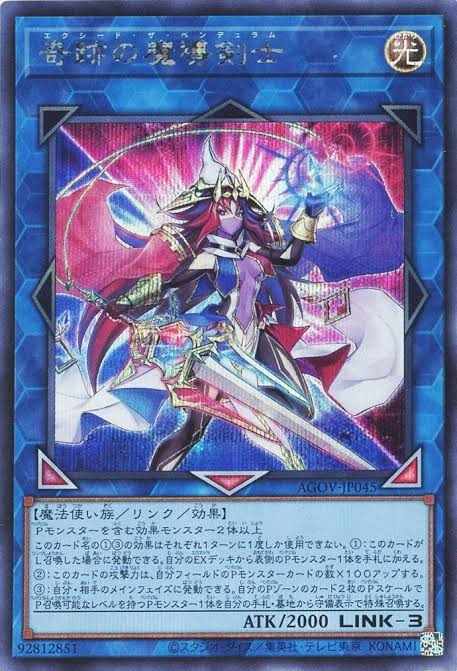 エクシード・ザ・ペンデュラム
奇跡の魔導剣士
ひかり
光
AGOV-JP045
【魔法使い族／リンク／効果】
Pモンスターを含む効果モンスター2体以上
このカード名の①③の効果はそれぞれ1ターンに1度しか使用できない。①：このカードが
L召喚した場合に発動できる。自分のEXデッキから表側のPモンスター1体を手札に加える。
②：このカードの攻撃力は、自分フィールドのPモンスターカードの数×100アップする。
③：自分・相手のメインフェイズに発動できる。自分のPゾーンのカード2枚のPスケールで
P召喚可能なレベルを持つPモンスター1体を自分の手札・墓地から守備表示で特殊召喚する。
ATK/2000 LINK-3
92812851
©スタジオ・ダイス／集英社・テレビ東京・KONAMI